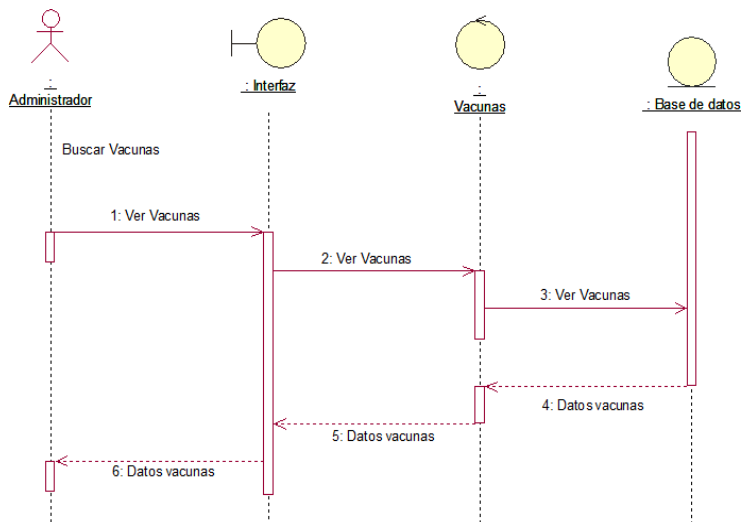 :
Administrador
: Interfaz
:
Vacunas
: Base de datos
Buscar Vacunas
1: Ver Vacunas
2: Ver Vacunas
3: Ver Vacunas
4: Datos vacunas
5: Datos vacunas
6: Datos vacunas